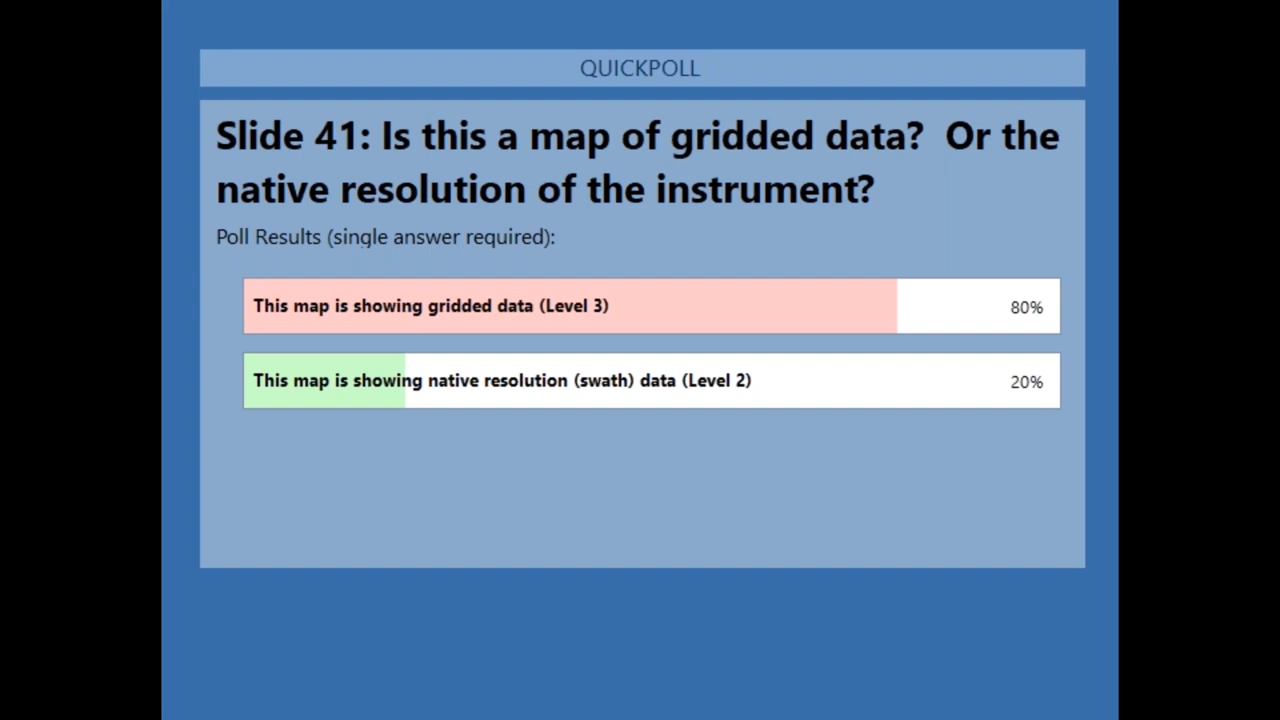 QUICKPOLL
Slide 41: Is this a map of gridded data?  Or the
native resolution of the instrument?
Poll Results (single answer required):
This map is showing gridded data (Level 3) 80%
This map is showing native resolution (swath) data (Level 2) 20%